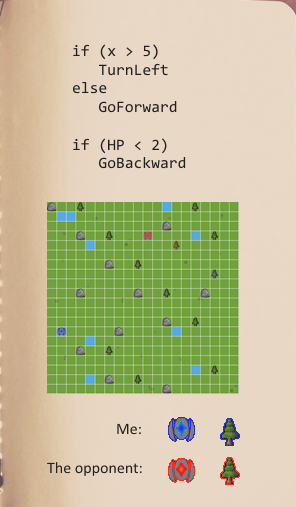 if (x > 5)
TurnLeft
else
GoForward
if (HP < 2)
GoBackward
Me:
The opponent: